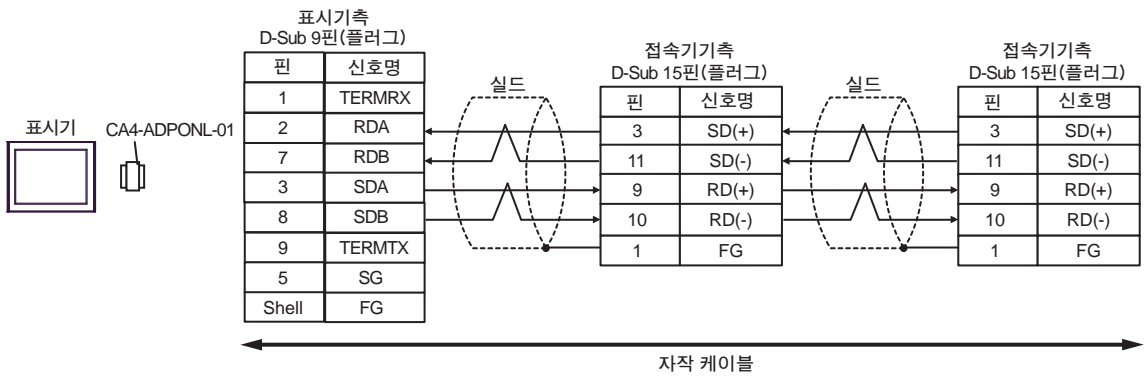 표시기측
D-Sub 9핀(플러그)
핀 신호명
1 TERMRX
2 RDA
7 RDB
3 SDA
8 SDB
9 TERMTX
5 SG
Shell FG
표시기
CA4-ADPONL-01
실드
접속기기측
D-Sub 15핀(플러그)
핀 신호명
3 SD(+)
11 SD(-)
9 RD(+)
10 RD(-)
1 FG
실드
접속기기측
D-Sub 15핀(플러그)
핀 신호명
3 SD(+)
11 SD(-)
9 RD(+)
10 RD(-)
1 FG
자작 케이블